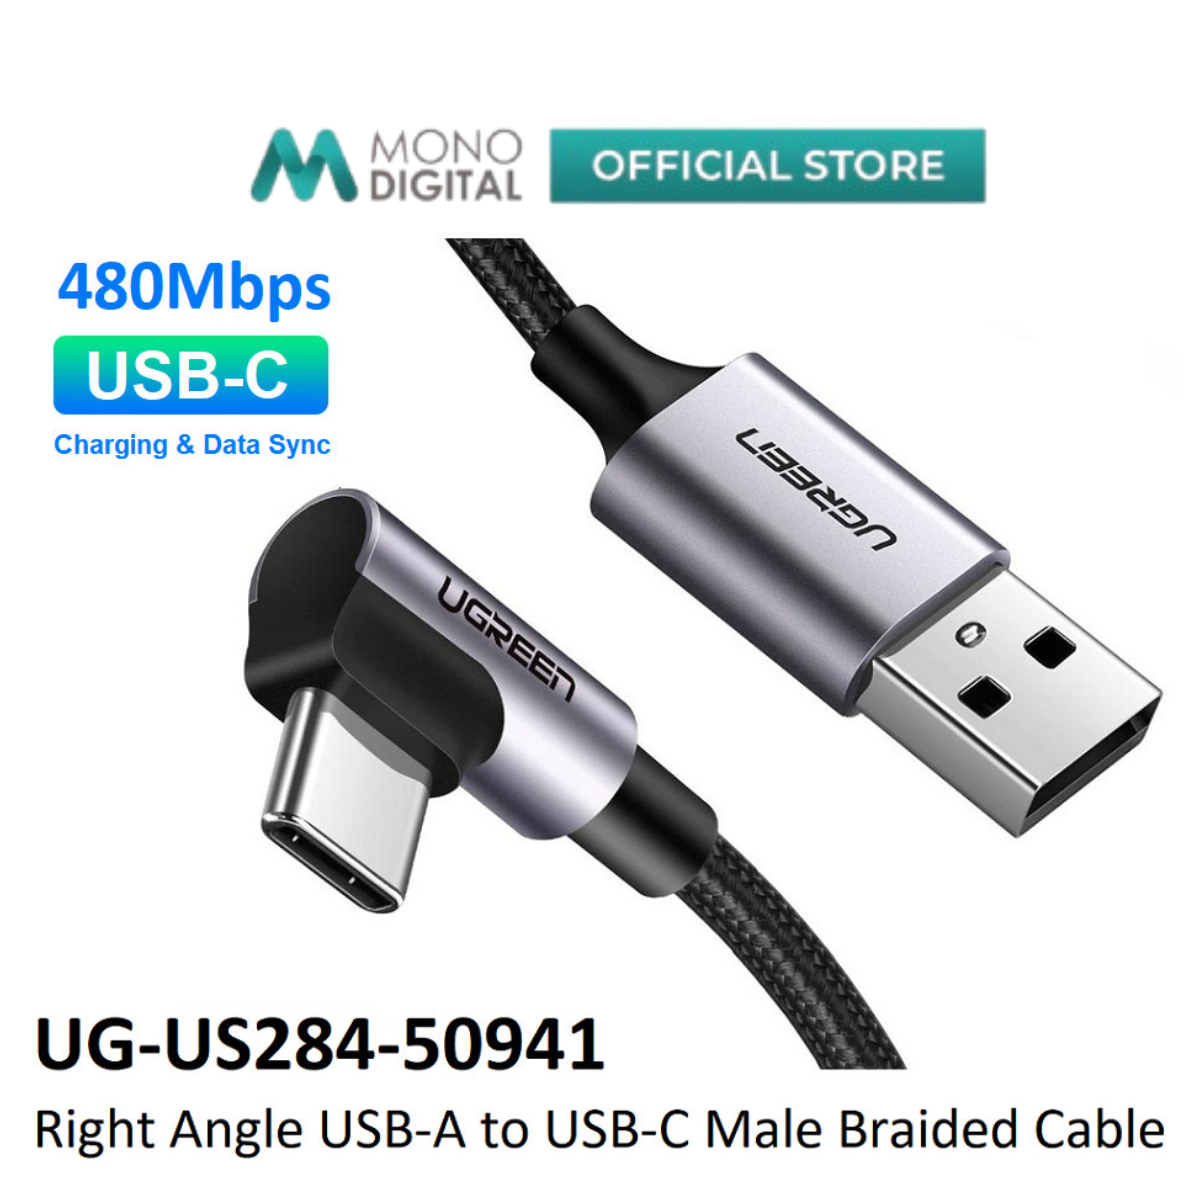 MONO
DIGITAL
OFFICIAL STORE
480Mbps
USB-C
Charging & Data Sync
UGREEN
UGREEN
UG-US284-50941
Right Angle USB-A to USB-C Male Braided Cable